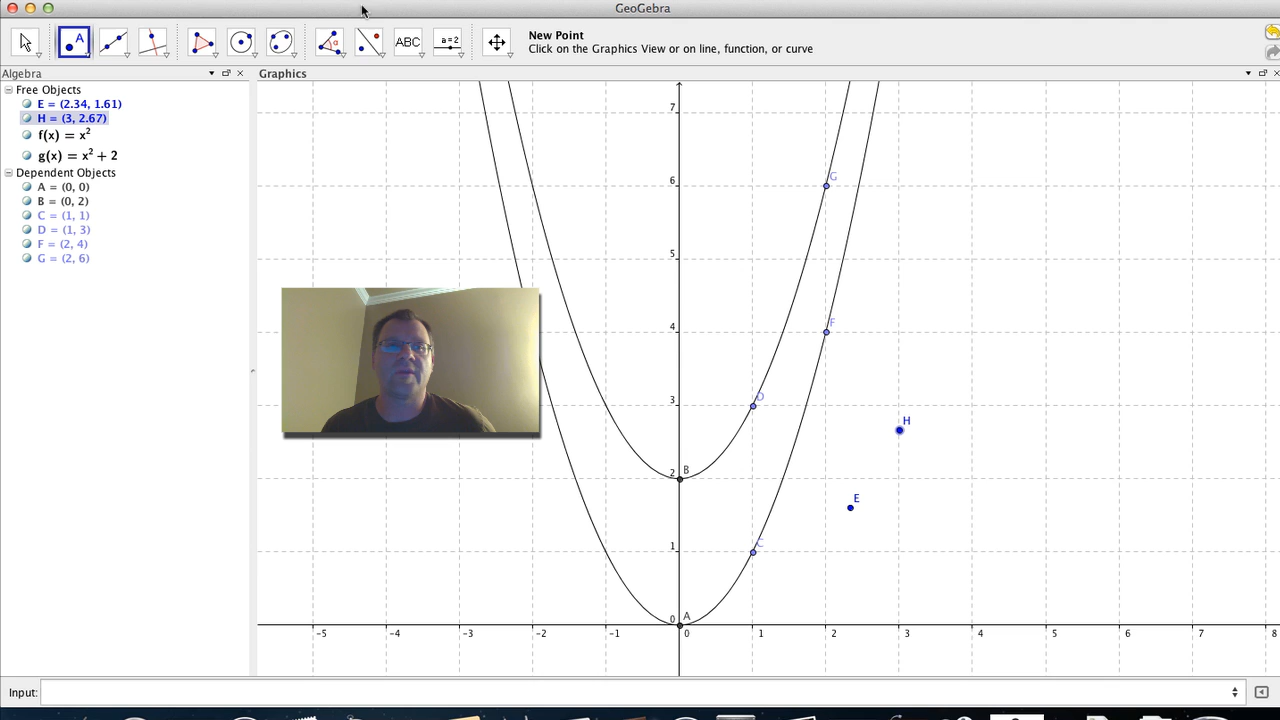 GeoGebra
A
α
ABC
a=2
New Point
Click on the Graphics View or on line, function, or curve
Algebra
Graphics
Free Objects
E = (2.34, 1.61)
H = (3, 2.67)
f(x) = x²
g(x) = x² + 2
Dependent Objects
A = (0, 0)
B = (0, 2)
C = (1, 1)
D = (1, 3)
F = (2, 4)
G = (2, 6)
7
6
G
5
4
F
3
D
H
2
B
E
1
C
0
A
-5
-4
-3
-2
-1
0
1
2
3
4
5
6
7
8
Input: